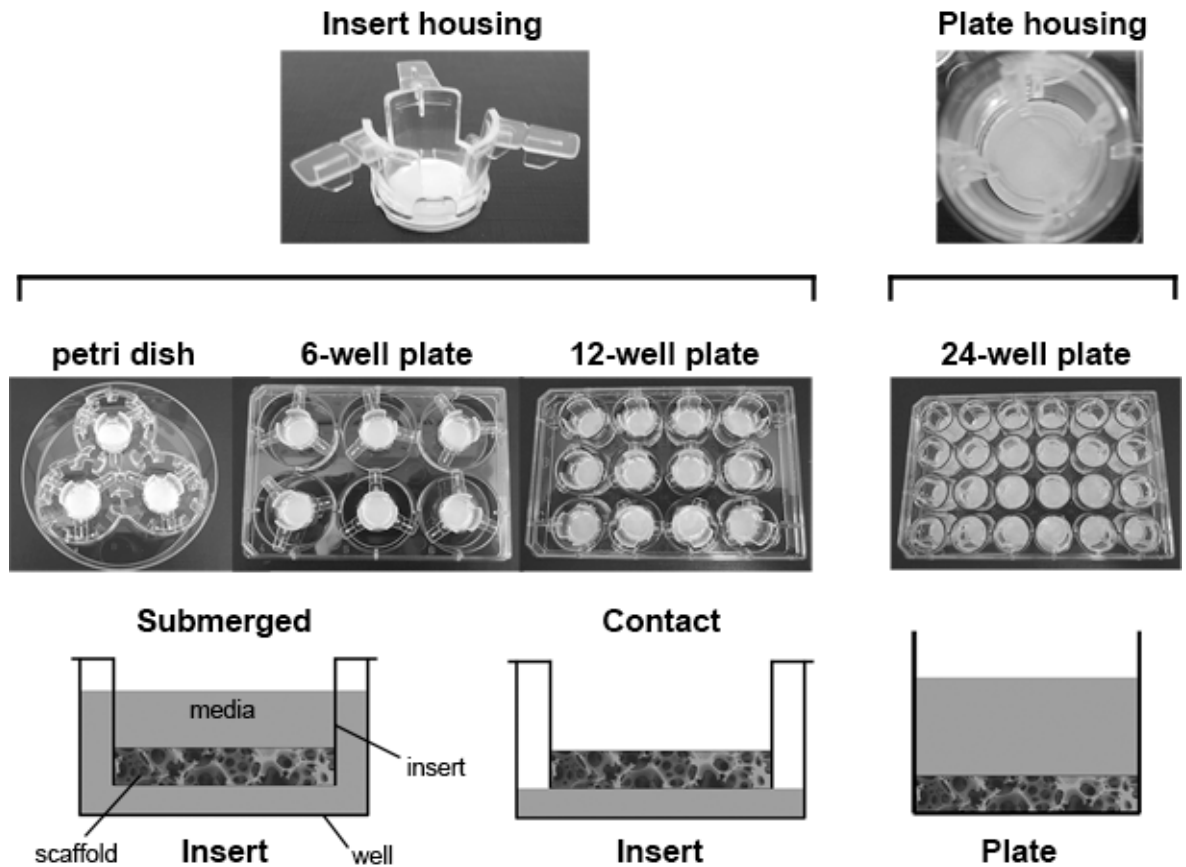 Insert housing
Plate housing
petri dish
6-well plate
12-well plate
24-well plate
Submerged
Contact
media
insert
scaffold
Insert
well
Insert
Plate